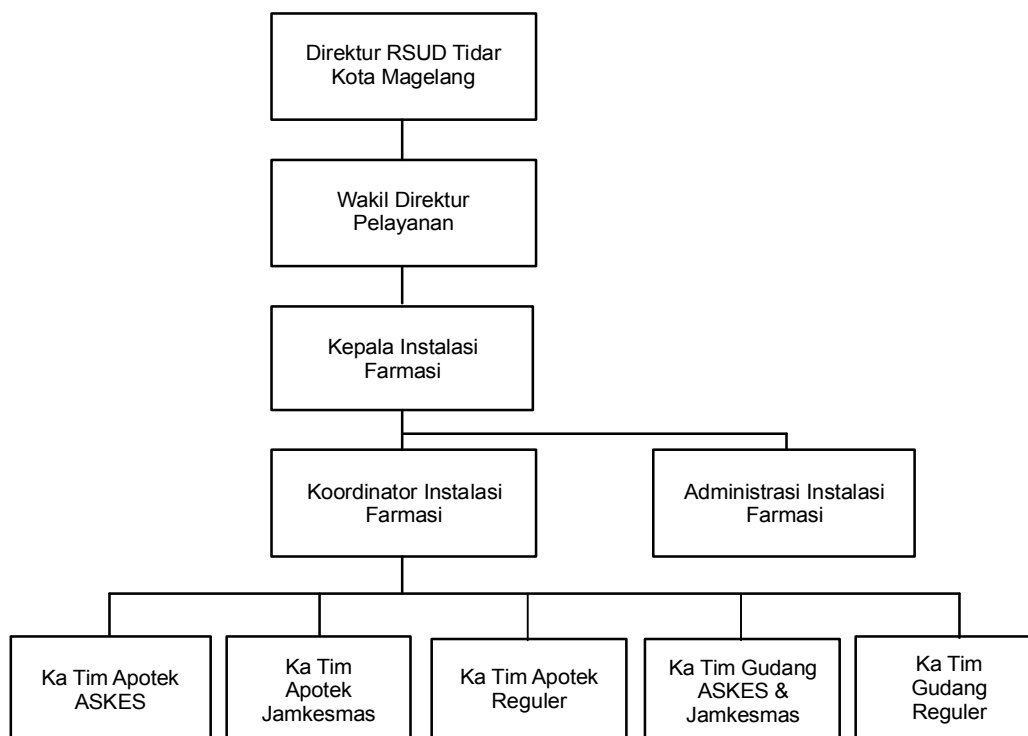 Direktur RSUD Tidar
Kota Magelang
Wakil Direktur
Pelayanan
Kepala Instalasi
Farmasi
Koordinator Instalasi
Farmasi
Administrasi Instalasi
Farmasi
Ka Tim Apotek
ASKES
Ka Tim
Apotek
Jamkesmas
Ka Tim Apotek
Reguler
Ka Tim Gudang
ASKES &
Jamkesmas
Ka Tim
Gudang
Reguler